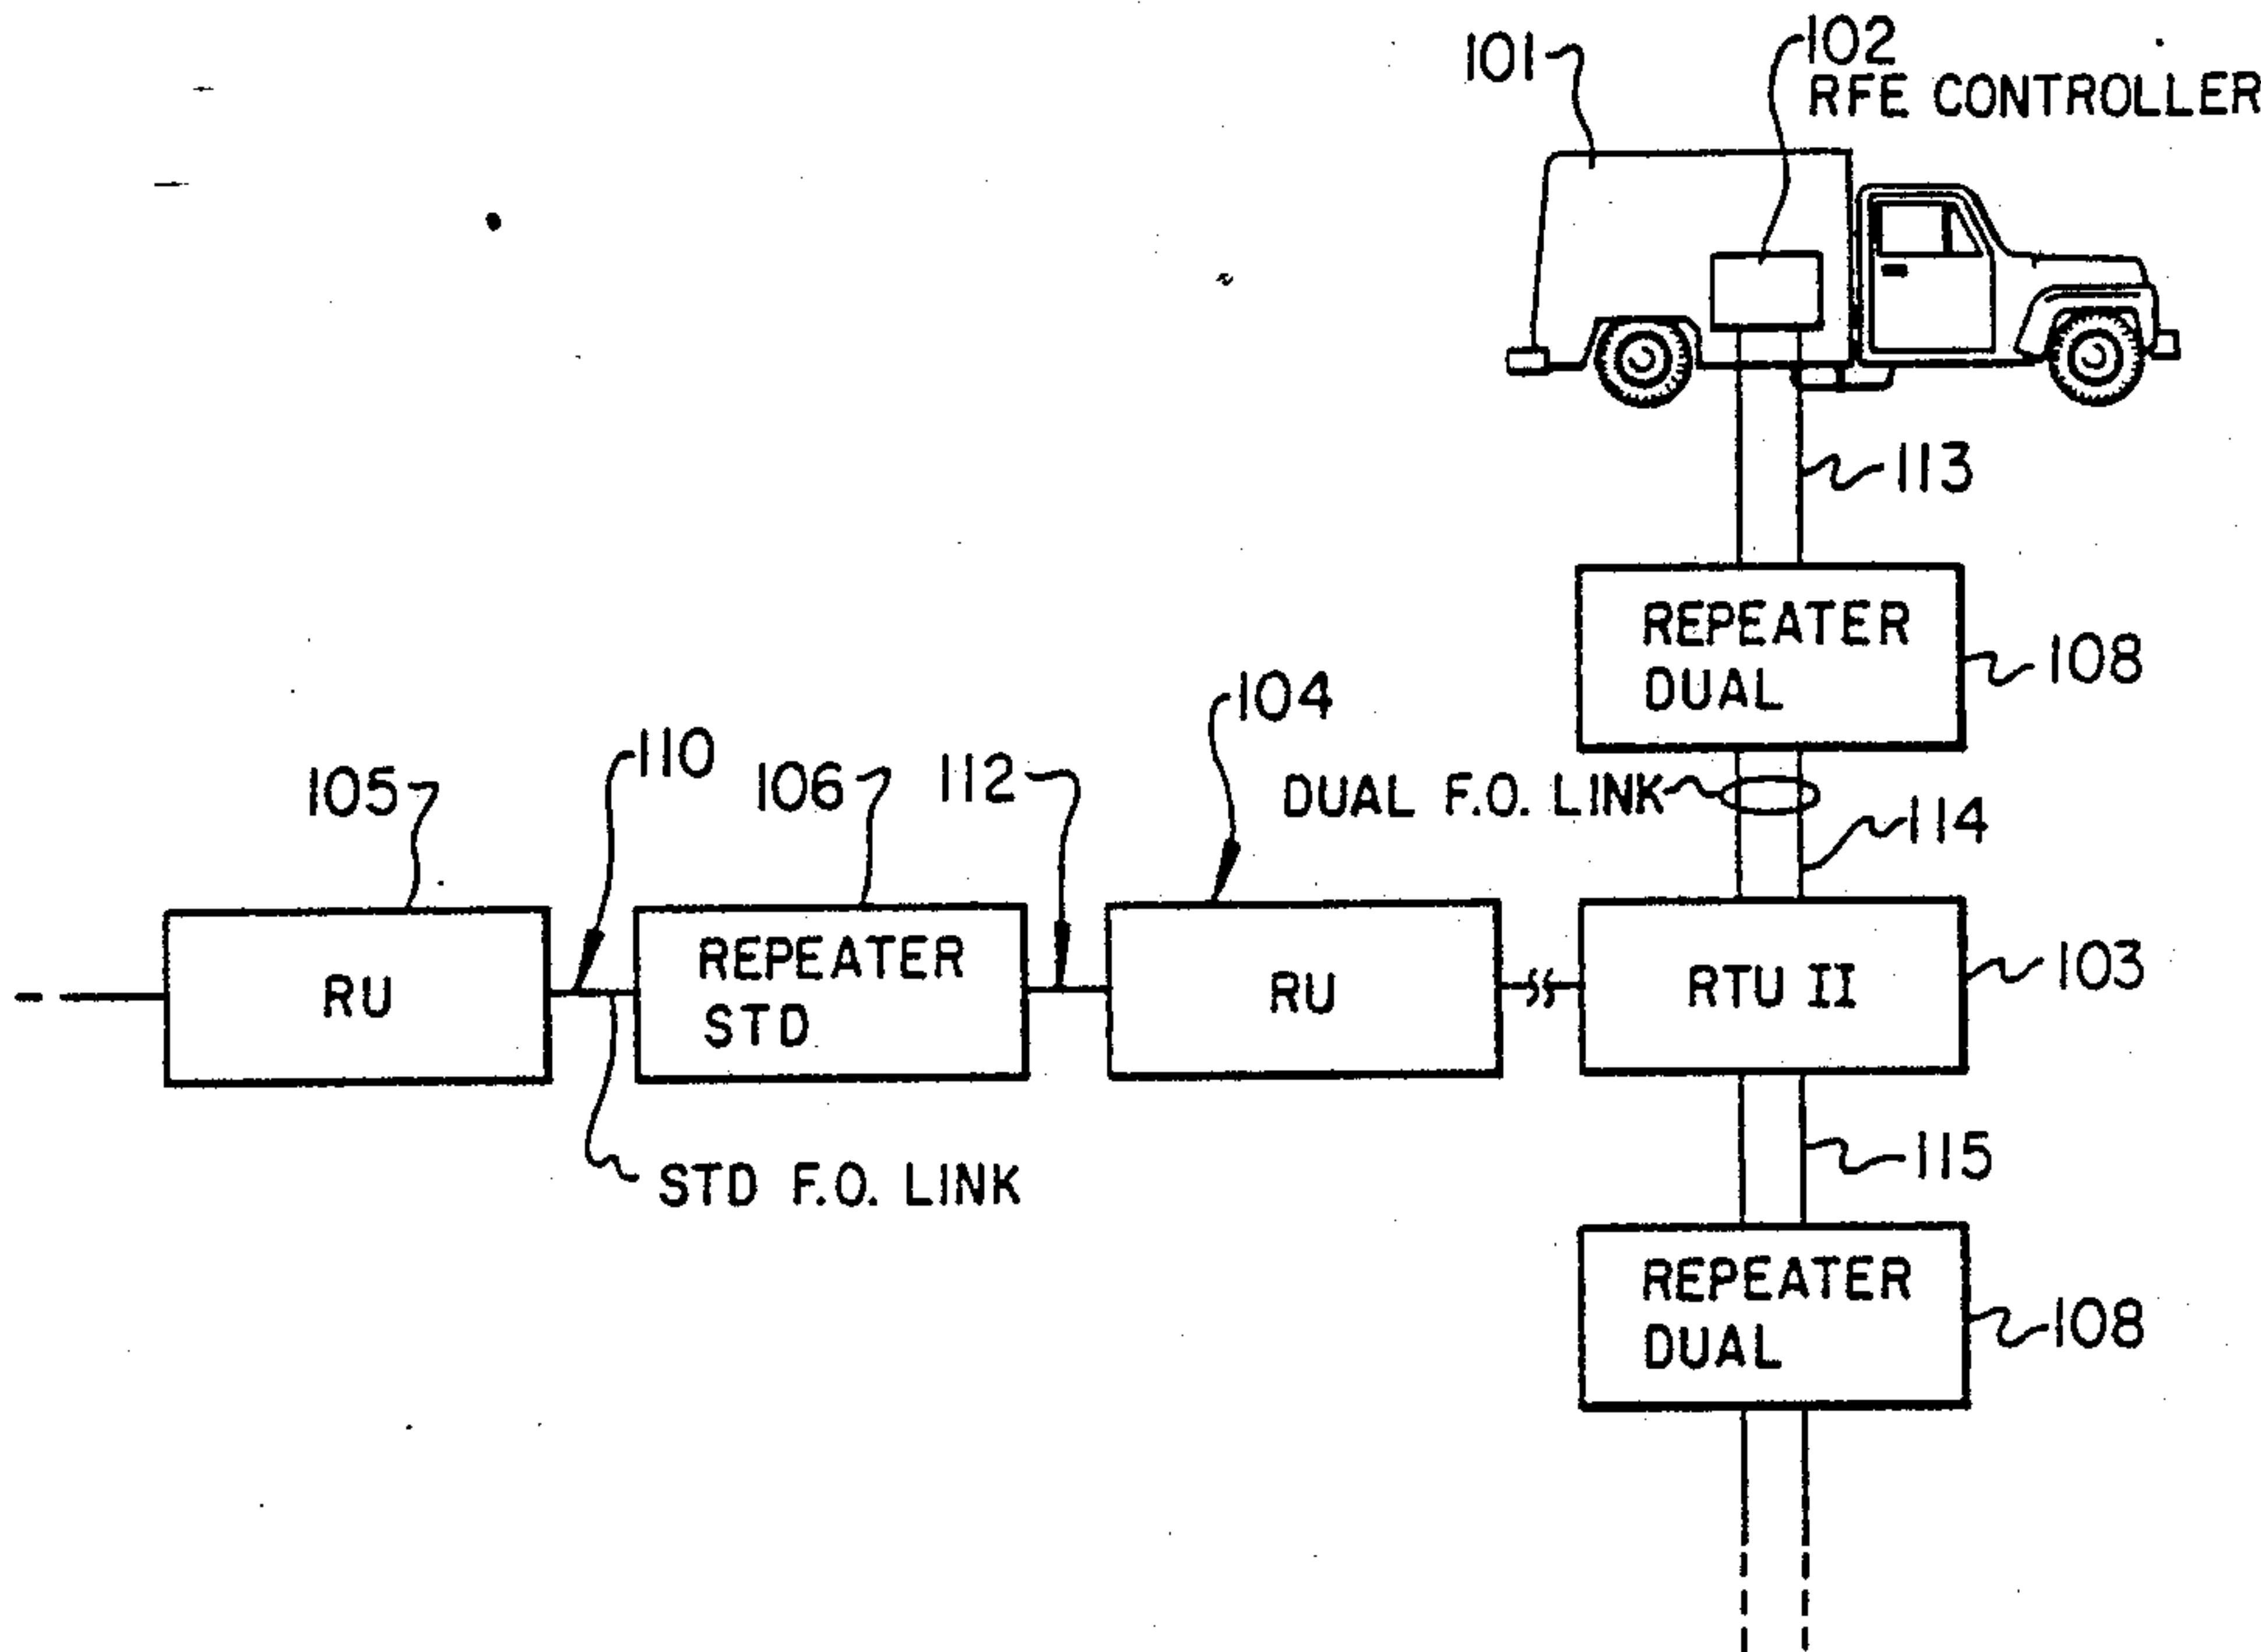 101
102
RFE CONTROLLER
113
REPEATER
DUAL
108
104
110
105
106
112
DUAL F.O. LINK
114
RU
REPEATER
STD
RU
RTU II
103
STD F.O. LINK
115
REPEATER
DUAL
108